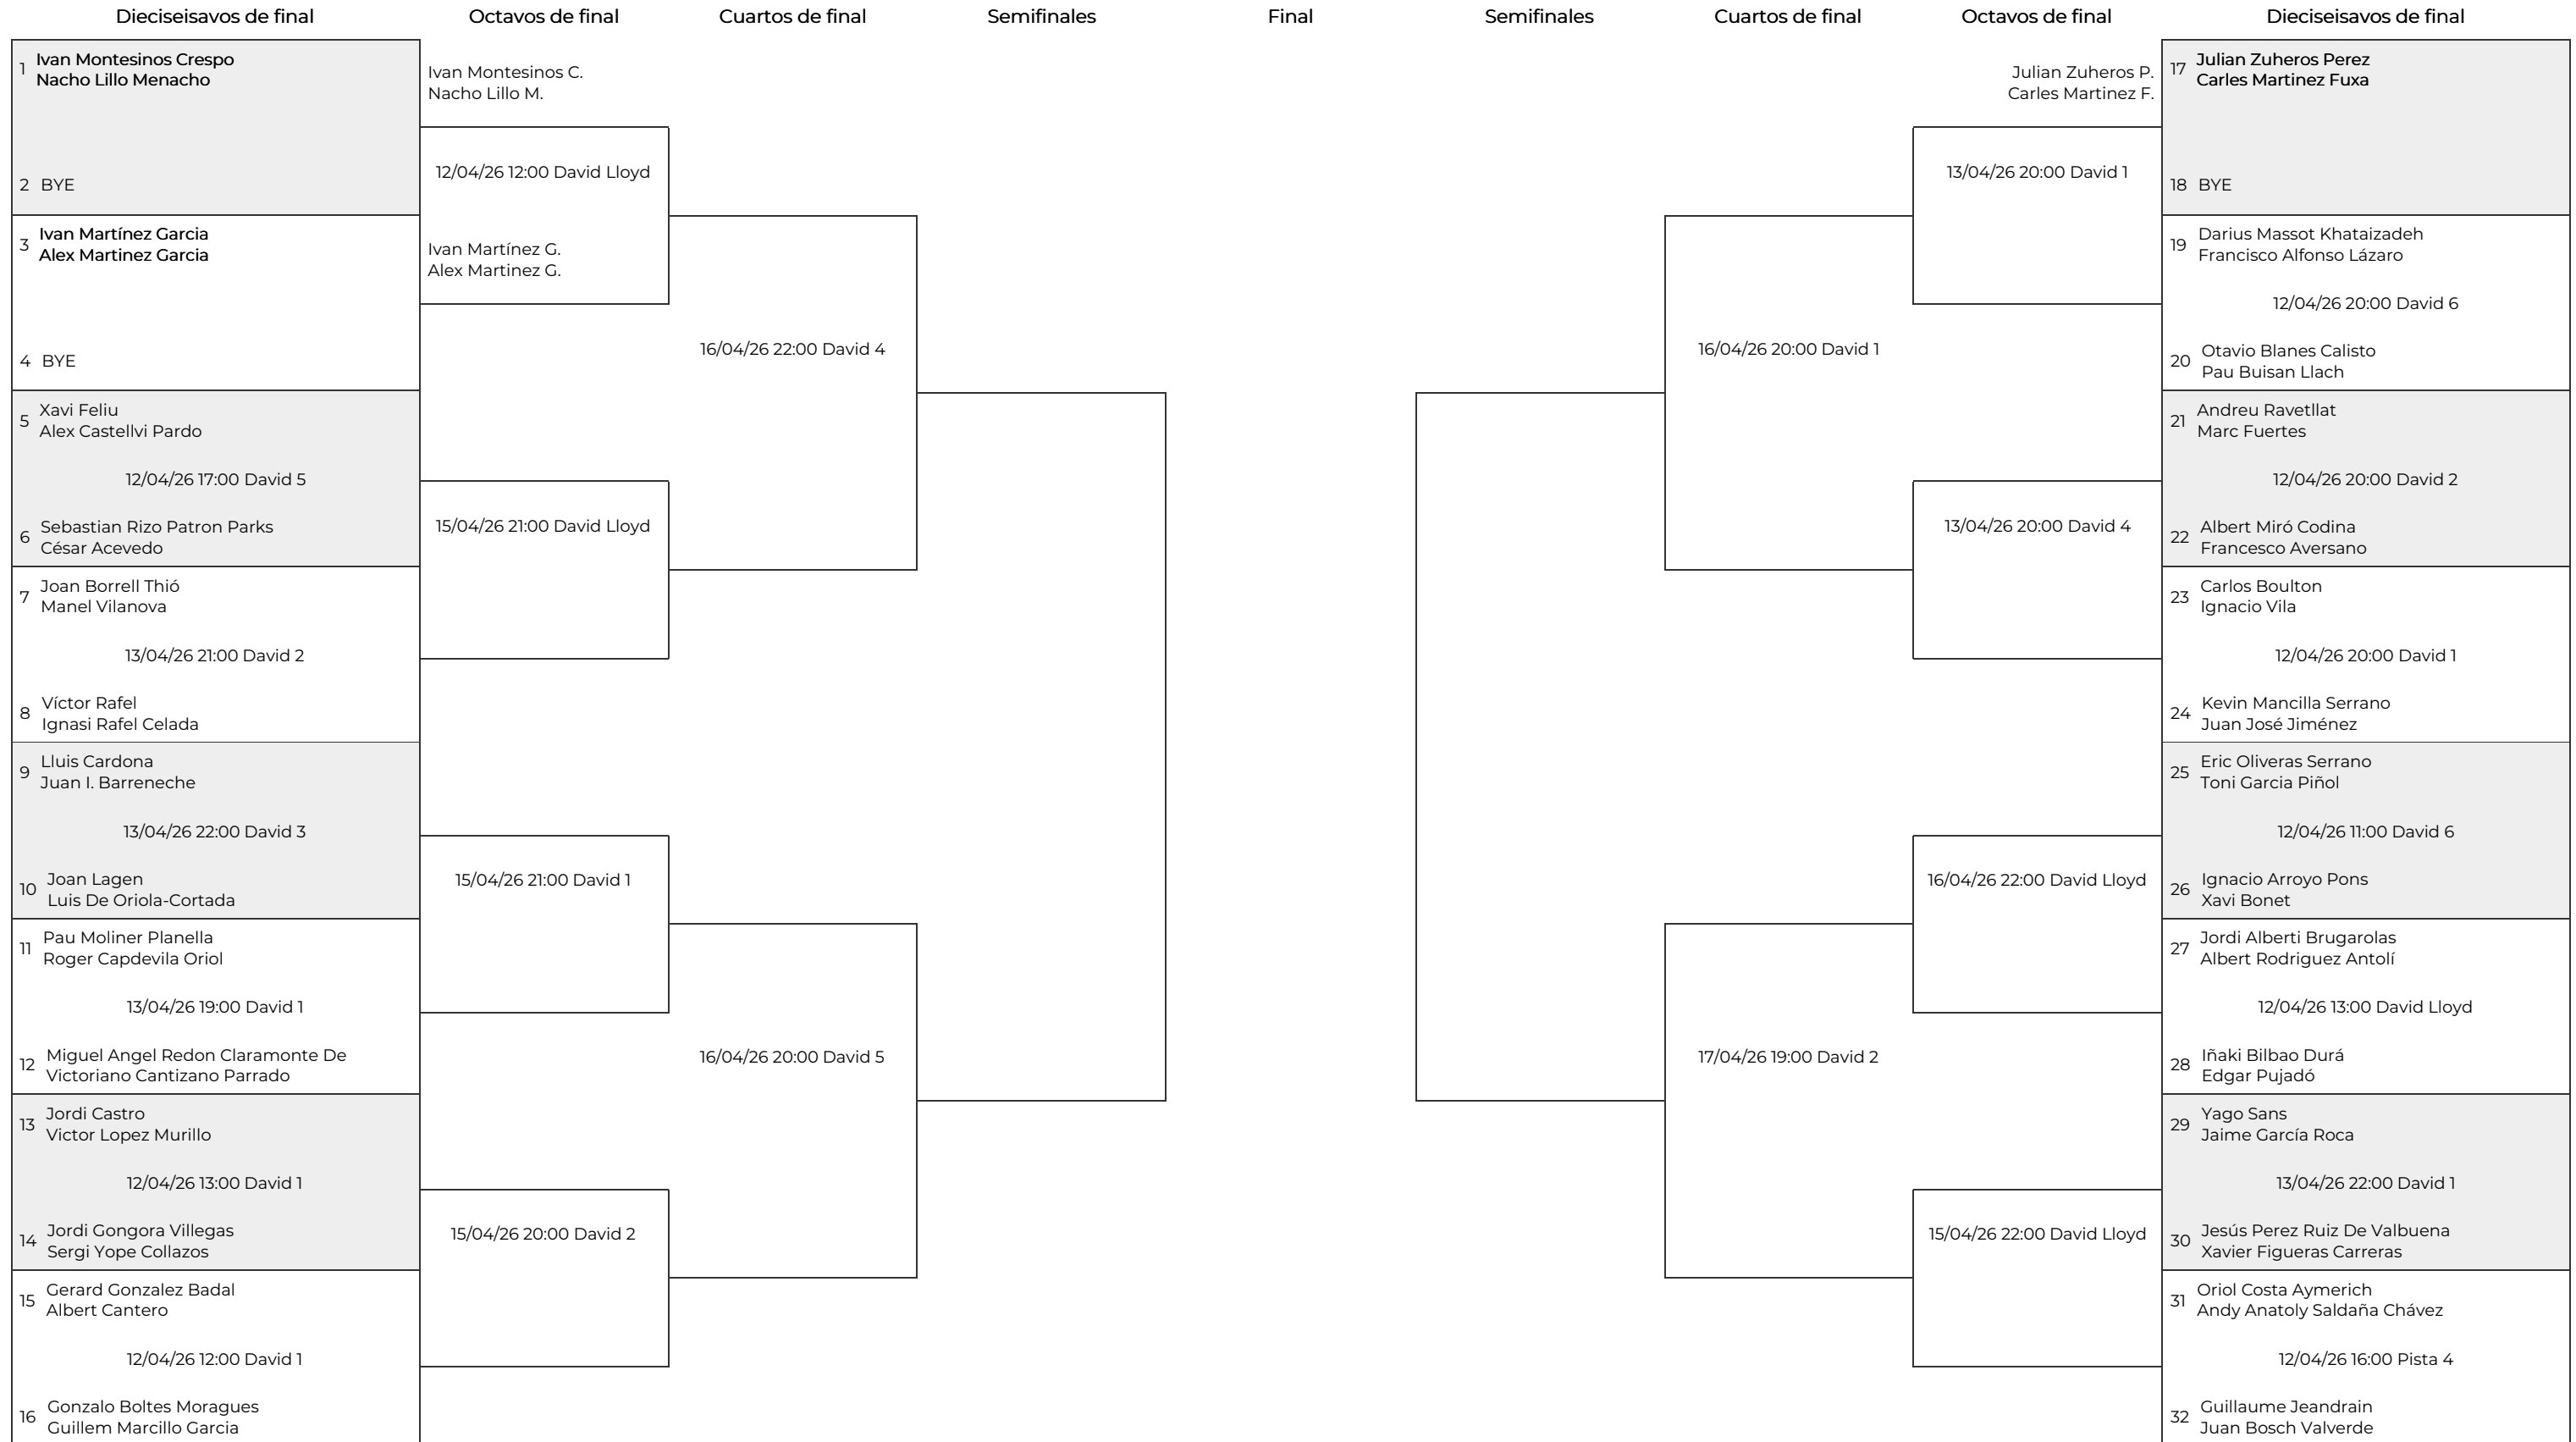 Dieciseisavos de final
Octavos de final
Cuartos de final
Semifinales
Final
Semifinales
Cuartos de final
Octavos de final
Dieciseisavos de final
1 Ivan Montesinos Crespo
Nacho Lillo Menacho
2 BYE
3 Ivan Martínez Garcia
Alex Martinez Garcia
4 BYE
5 Xavi Feliu
Alex Castellvi Pardo
12/04/26 17:00 David 5
6 Sebastian Rizo Patron Parks
César Acevedo
7 Joan Borrell Thió
Manel Vilanova
13/04/26 21:00 David 2
8 Víctor Rafel
Ignasi Rafel Celada
9 Lluis Cardona
Juan I. Barreneche
13/04/26 22:00 David 3
10 Joan Lagen
Luis De Oriola-Cortada
11 Pau Moliner Planella
Roger Capdevila Oriol
13/04/26 19:00 David 1
12 Miguel Angel Redon Claramonte De
Victoriano Cantizano Parrado
13 Jordi Castro
Victor Lopez Murillo
12/04/26 13:00 David 1
14 Jordi Gongora Villegas
Sergi Yope Collazos
15 Gerard Gonzalez Badal
Albert Cantero
12/04/26 12:00 David 1
16 Gonzalo Boltes Moragues
Guillem Marcillo Garcia
Ivan Montesinos C.
Nacho Lillo M.
12/04/26 12:00 David Lloyd
Ivan Martínez G.
Alex Martinez G.
15/04/26 21:00 David Lloyd
15/04/26 21:00 David 1
15/04/26 20:00 David 2
16/04/26 22:00 David 4
16/04/26 20:00 David 5
16/04/26 20:00 David 1
17/04/26 19:00 David 2
Julian Zuheros P.
Carles Martinez F.
13/04/26 20:00 David 1
13/04/26 20:00 David 4
16/04/26 22:00 David Lloyd
15/04/26 22:00 David Lloyd
17 Julian Zuheros Perez
Carles Martinez Fuxa
18 BYE
19 Darius Massot Khataizadeh
Francisco Alfonso Lázaro
12/04/26 20:00 David 6
20 Otavio Blanes Calisto
Pau Buisan Llach
21 Andreu Ravetllat
Marc Fuertes
12/04/26 20:00 David 2
22 Albert Miró Codina
Francesco Aversano
23 Carlos Boulton
Ignacio Vila
12/04/26 20:00 David 1
24 Kevin Mancilla Serrano
Juan José Jiménez
25 Eric Oliveras Serrano
Toni Garcia Piñol
12/04/26 11:00 David 6
26 Ignacio Arroyo Pons
Xavi Bonet
27 Jordi Alberti Brugarolas
Albert Rodriguez Antolí
12/04/26 13:00 David Lloyd
28 Iñaki Bilbao Durá
Edgar Pujadó
29 Yago Sans
Jaime García Roca
13/04/26 22:00 David 1
30 Jesús Perez Ruiz De Valbuena
Xavier Figueras Carreras
31 Oriol Costa Aymerich
Andy Anatoly Saldaña Chávez
12/04/26 16:00 Pista 4
32 Guillaume Jeandrain
Juan Bosch Valverde